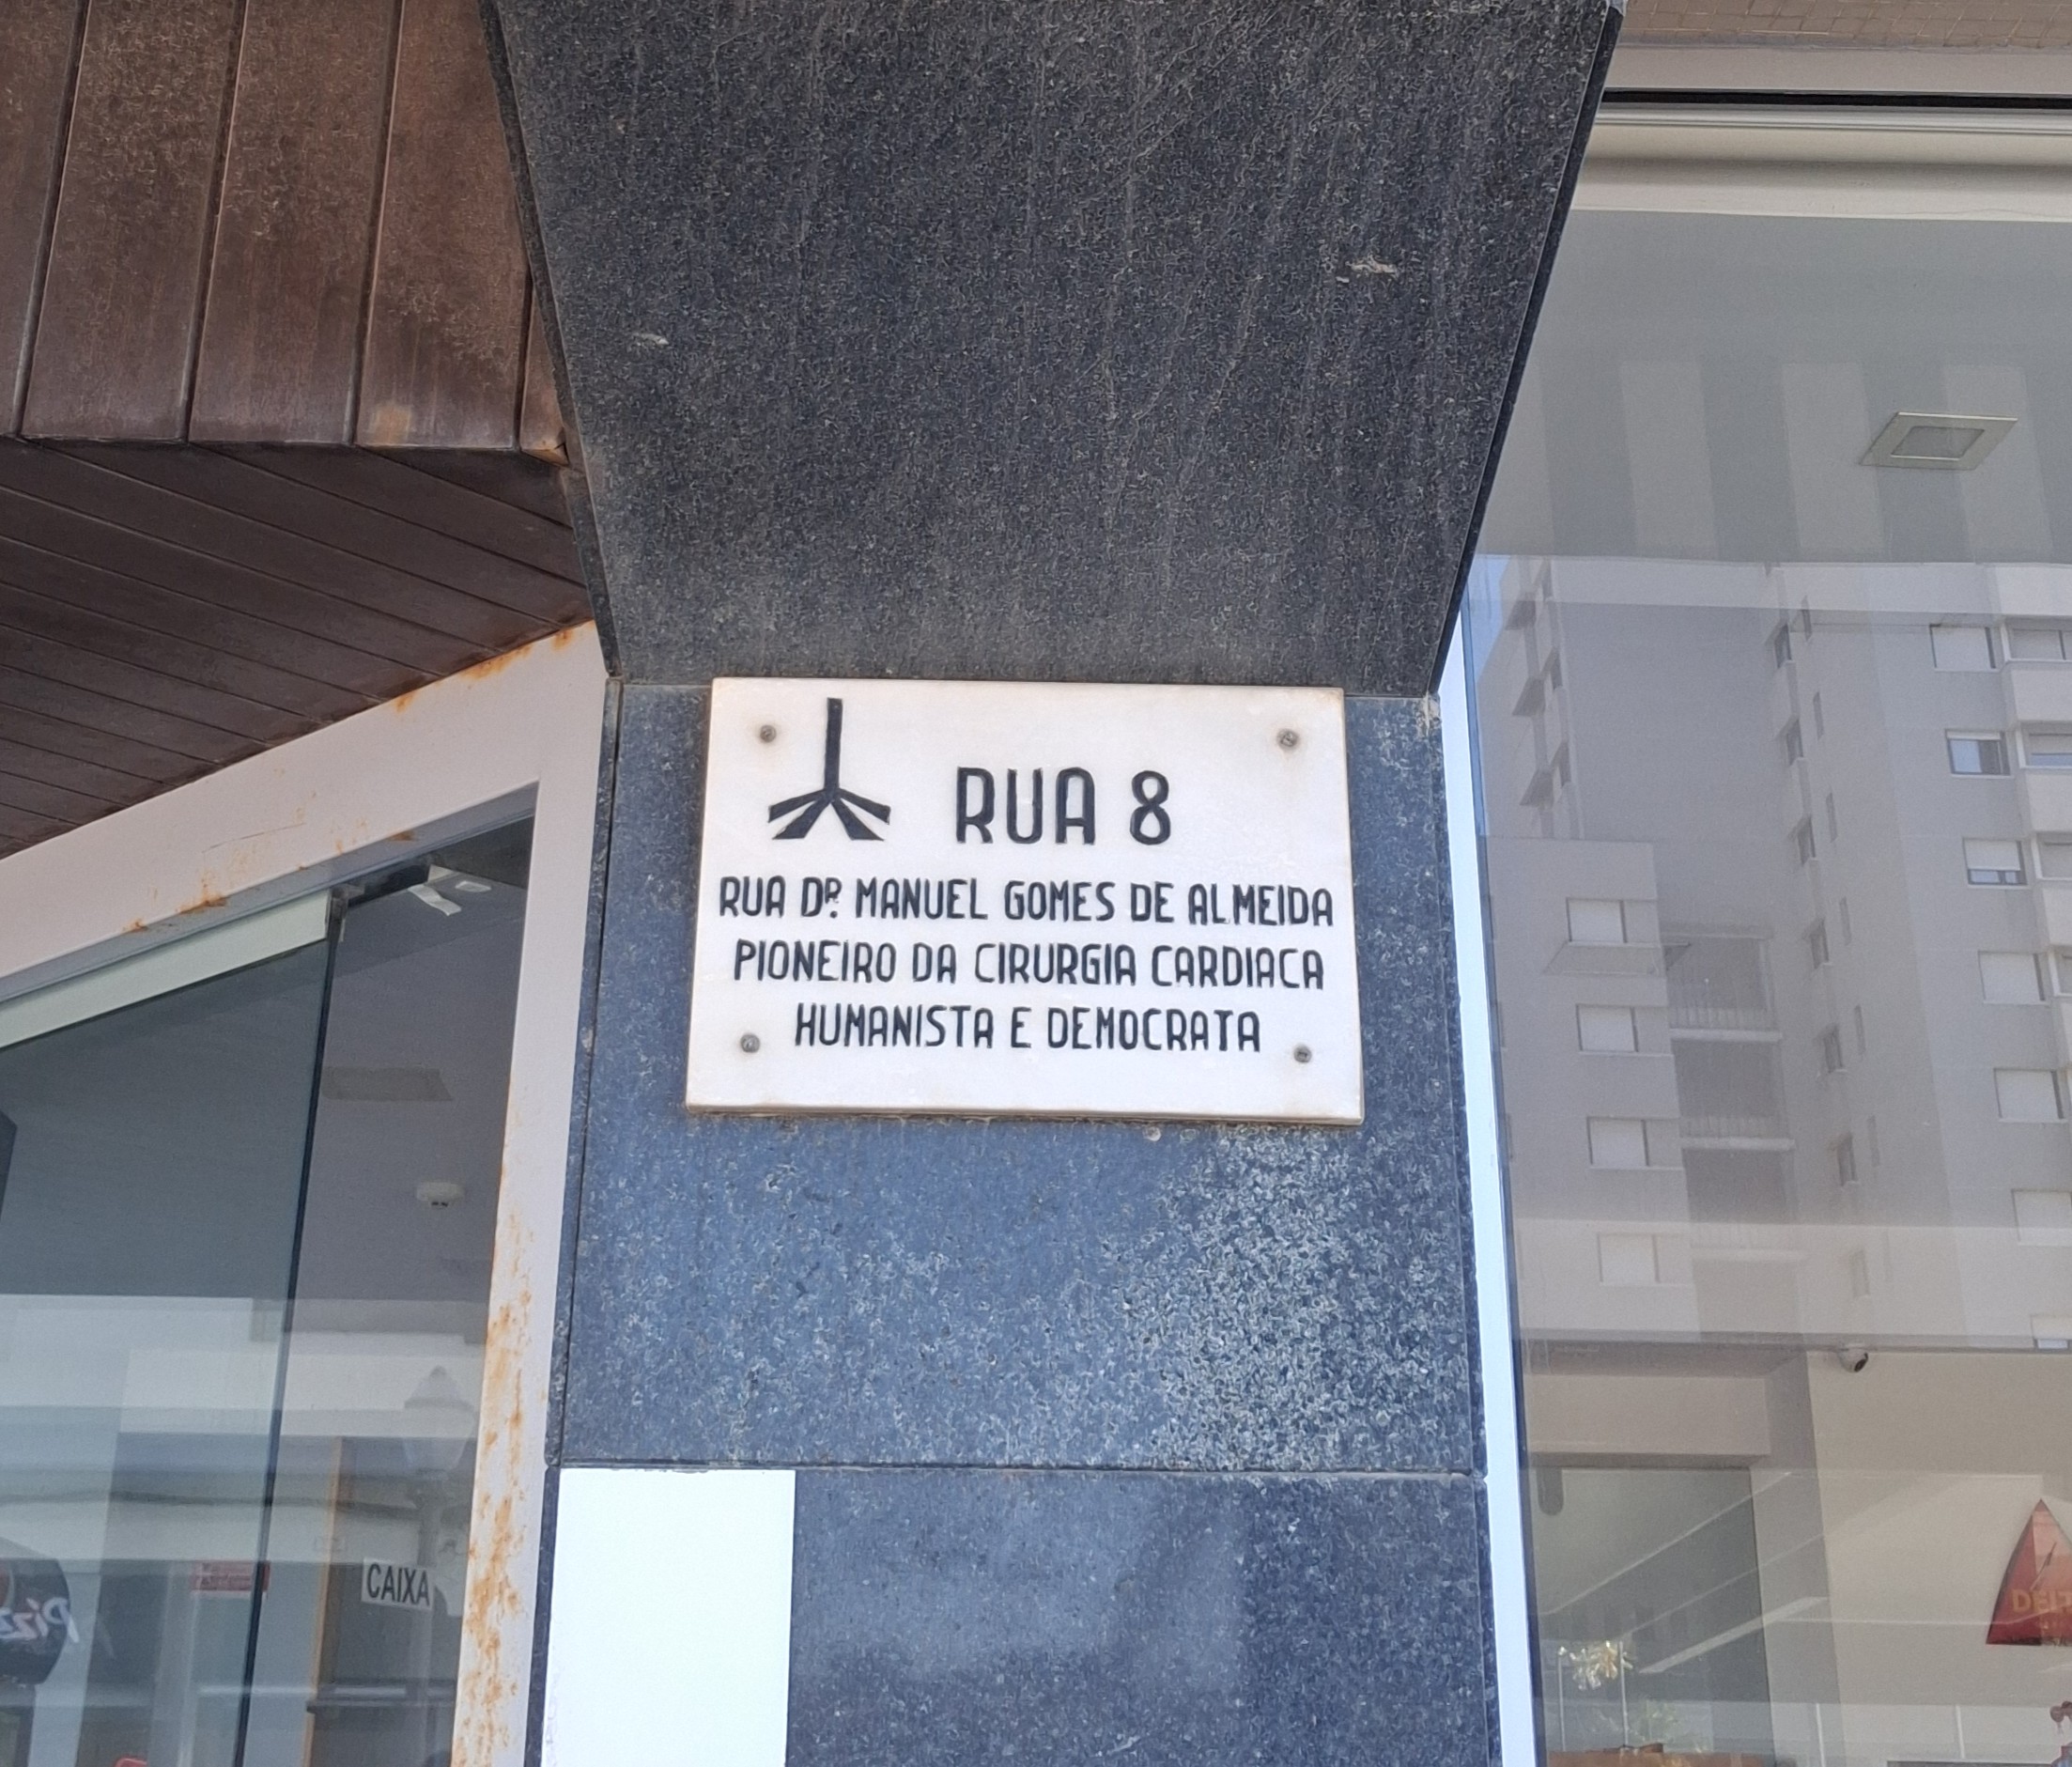 RUA 8
RUA DR. MANUEL GOMES DE ALMEIDA
PIONEIRO DA CIRURGIA CARDIACA
HUMANISTA E DEMOCRATA
CAIXA